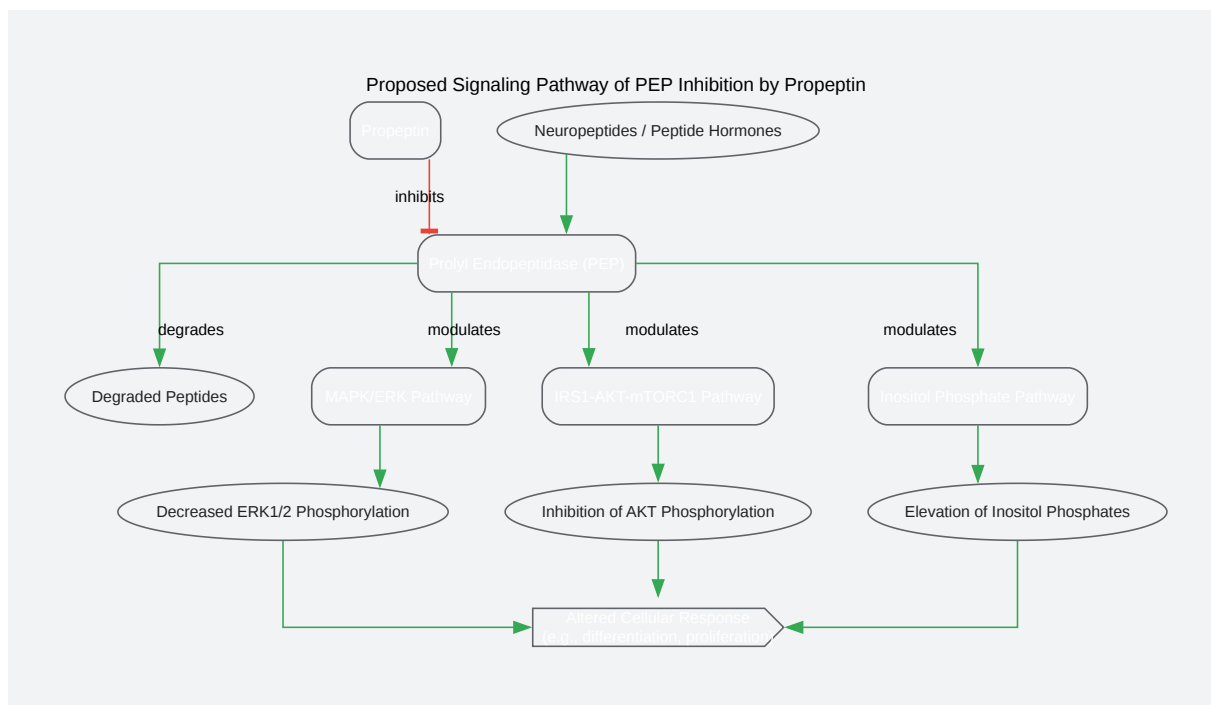 Proposed Signaling Pathway of PEP Inhibition by Propeptin
Propeptin
Neuropeptides / Peptide Hormones
inhibits
Prolyl Endopeptidase (PEP)
degrades
modulates
modulates
modulates
Degraded Peptides
MAPK/ERK Pathway
IRS1-AKT-mTORC1 Pathway
Inositol Phosphate Pathway
Decreased ERK1/2 Phosphorylation
Inhibition of AKT Phosphorylation
Elevation of Inositol Phosphates
Altered Cellular Response
(e.g., differentiation, proliferation)